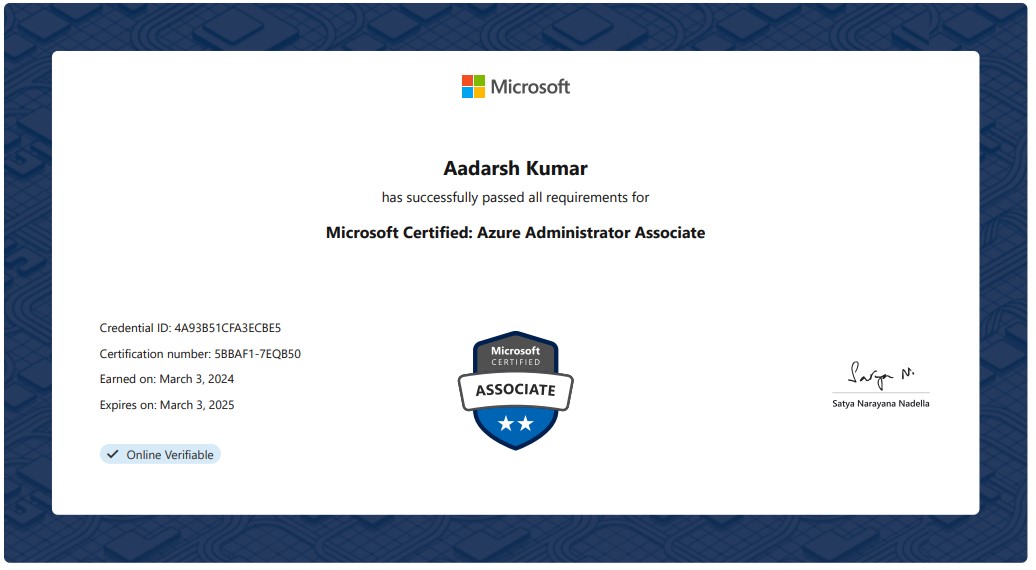 Microsoft
Aadarsh Kumar
has successfully passed all requirements for
Microsoft Certified: Azure Administrator Associate
Credential ID: 4A93B51CFA3ECBE5
Certification number: 5BBAF1-7EQB50
Earned on: March 3, 2024
Expires on: March 3, 2025
Online Verifiable
Microsoft
CERTIFIED
ASSOCIATE
Satya N.
Satya Narayana Nadella